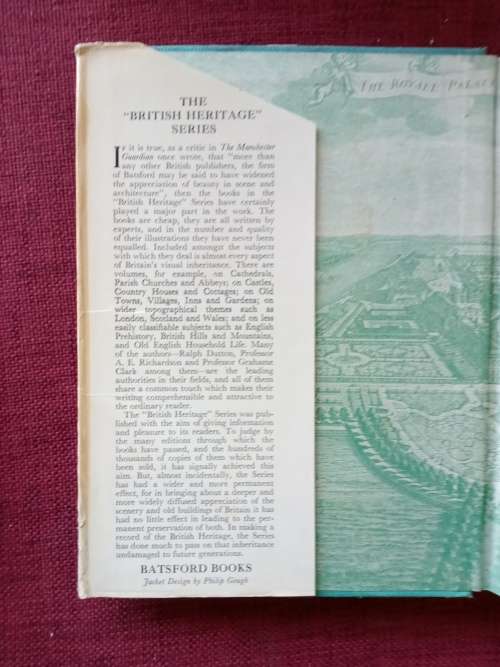 THE
"BRITISH HERITAGE"
SERIES
If it is true, as a critic in The Manchester
Guardian once wrote, that "more than
any other British publishers, the firm
of Batsford may be said to have widened
the appreciation of beauty in scene and
architecture", then the books in the
"British Heritage" Series have certainly
played a major part in the work. The
books are cheap, they are all written by
experts, and in the number and quality
of their illustrations they have never been
equalled. Included amongst the subjects
with which they deal is almost every aspect
of Britain's visual inheritance. There are
volumes, for example, on Cathedrals,
Parish Churches and Abbeys; on Castles,
Country Houses and Cottages; on Old
Towns, Villages, Inns and Gardens; on
wider topographical themes such as
London, Scotland and Wales; and on less
easily classifiable subjects such as English
Prehistory, British Hills and Mountains,
and Old English Household Life. Many
of the authors—Ralph Dutton, Professor
A. E. Richardson and Professor Grahame
Clark among them—are the leading
authorities in their fields, and all of them
share a common touch which makes their
writing comprehensible and attractive to
the ordinary reader.
The "British Heritage" Series was pub-
lished with the aim of giving information
and pleasure to its readers. To judge by
the many editions through which the
books have passed, and the hundreds of
thousands of copies of them which have
been sold, it has signally achieved this
aim. But, almost incidentally, the Series
has had a wider and more permanent
effect, for in bringing about a deeper and
more widely diffused appreciation of the
scenery and old buildings of Britain it has
had no little effect in leading to the per-
manent preservation of both. In making a
record of the British Heritage, the Series
has done much to pass on that inheritance
undamaged to future generations.
BATSFORD BOOKS
Jacket Design by Philip Gough
THE ROYALL PALAC